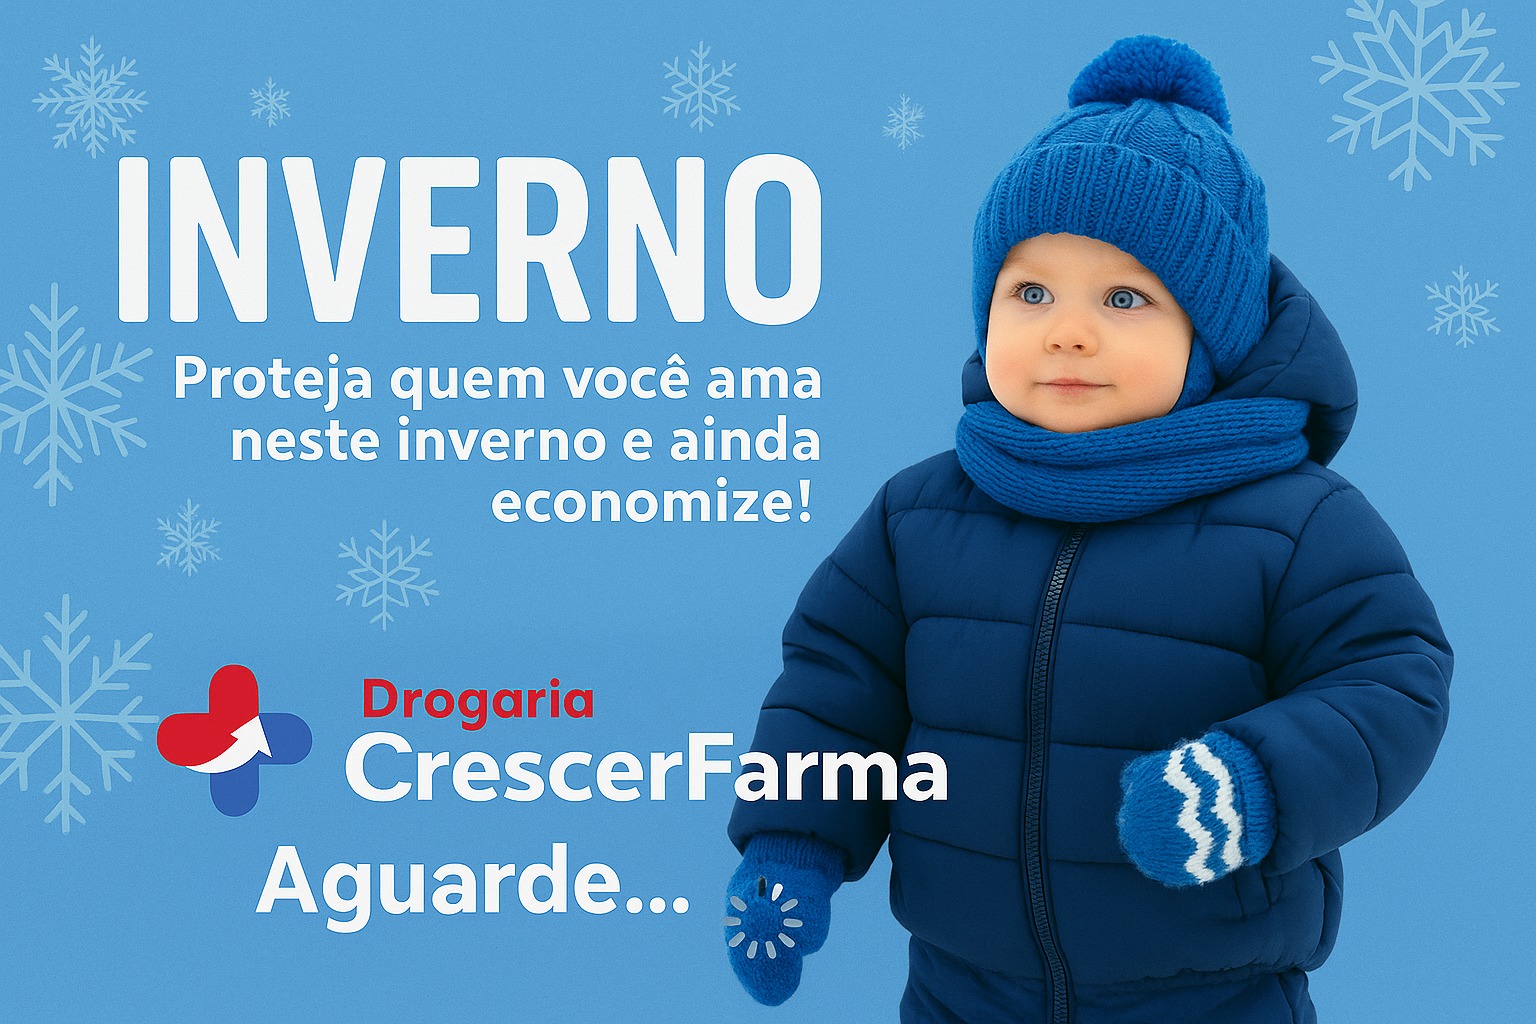 INVERNO
Proteja quem você ama
neste inverno e ainda
economize!
Drogaria
CrescerFarma
Aguarde...